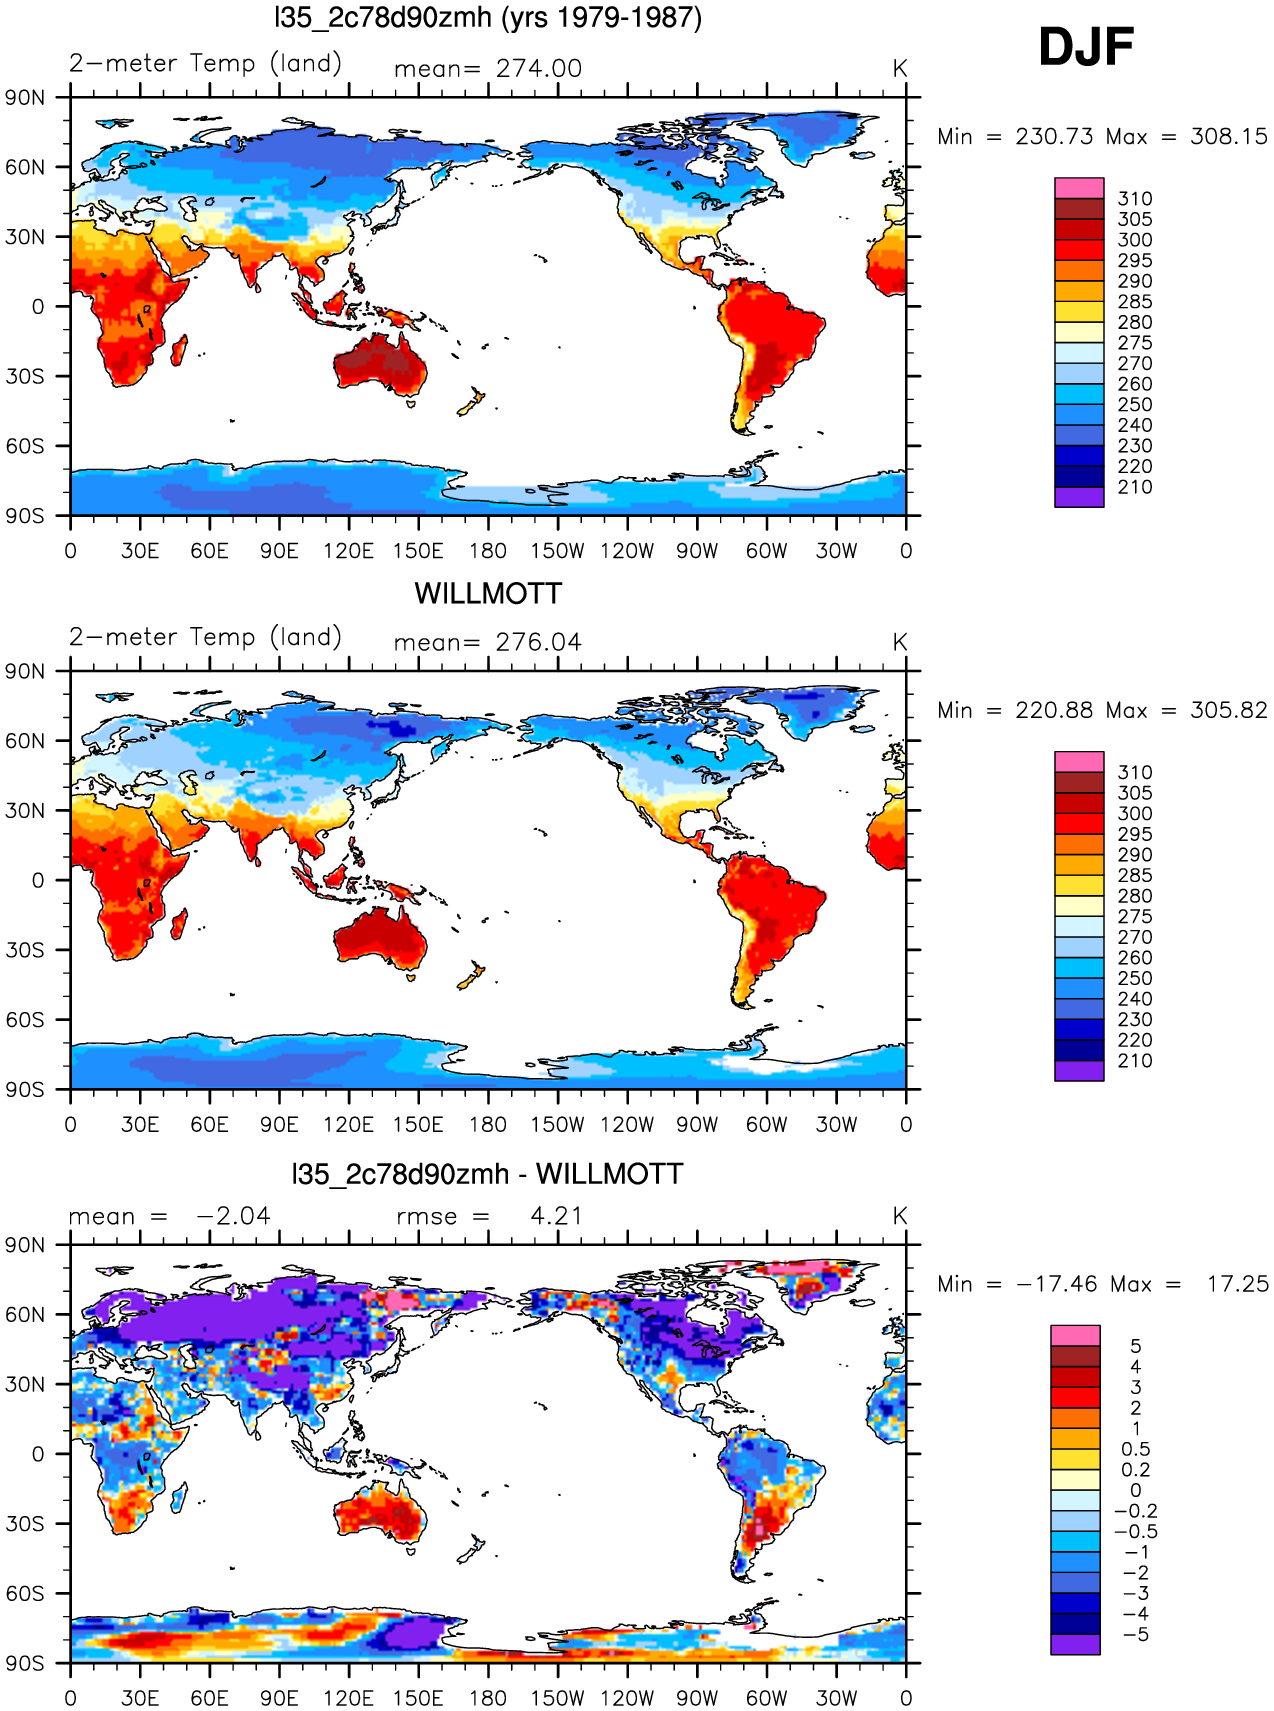 l35_2c78d90zmh (yrs 1979-1987)
DJF
2-meter Temp (land) mean= 274.00 K
Min = 230.73 Max = 308.15
90N
60N
30N
0
30S
60S
90S
0 30E 60E 90E 120E 150E 180 150W 120W 90W 60W 30W 0
310
305
300
295
290
285
280
275
270
260
250
240
230
220
210
WILLMOTT
2-meter Temp (land) mean= 276.04 K
Min = 220.88 Max = 305.82
90N
60N
30N
0
30S
60S
90S
0 30E 60E 90E 120E 150E 180 150W 120W 90W 60W 30W 0
310
305
300
295
290
285
280
275
270
260
250
240
230
220
210
l35_2c78d90zmh - WILLMOTT
mean = -2.04 rmse = 4.21 K
Min = -17.46 Max = 17.25
90N
60N
30N
0
30S
60S
90S
0 30E 60E 90E 120E 150E 180 150W 120W 90W 60W 30W 0
5
4
3
2
1
0.5
0.2
0
-0.2
-0.5
-1
-2
-3
-4
-5